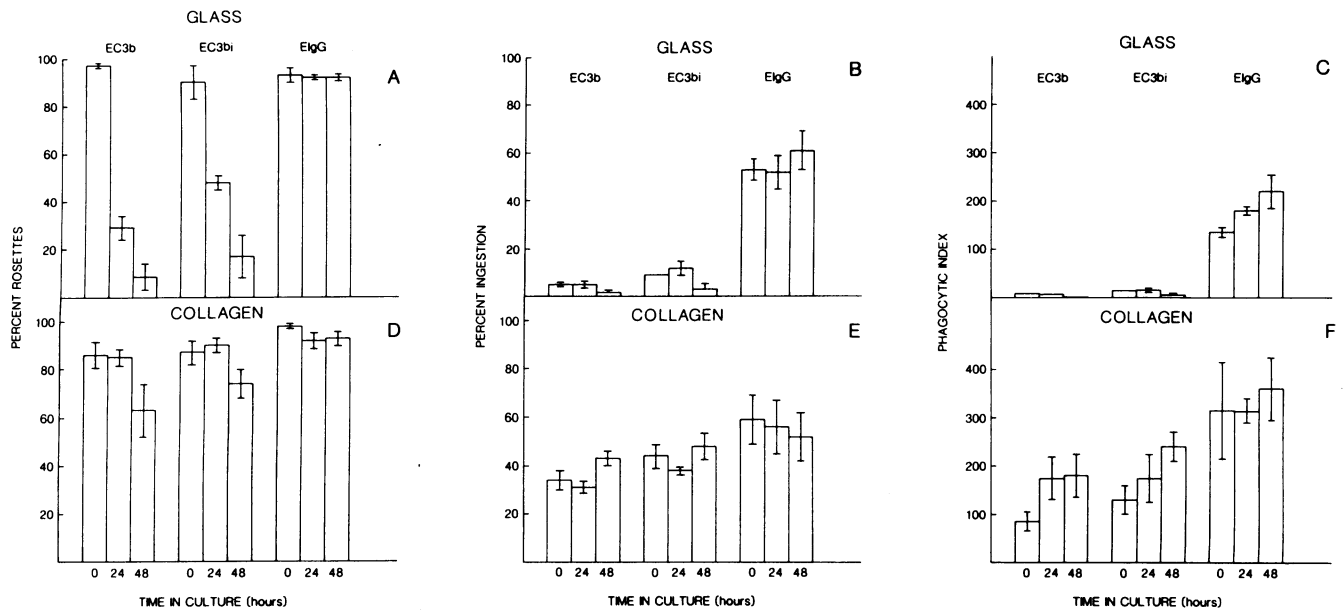 GLASS
EC3b EC3bi EIgG
A
100
80
60
40
20
PERCENT ROSETTES
COLLAGEN
D
100
80
60
40
20
0 24 48 0 24 48 0 24 48
TIME IN CULTURE (hours)
GLASS
B
EC3b EC3bi EIgG
100
80
60
40
20
PERCENT INGESTION
COLLAGEN
E
100
80
60
40
20
0 24 48 0 24 48 0 24 48
TIME IN CULTURE (hours)
GLASS
C
EC3b EC3bi EIgG
400
300
200
100
PHAGOCYTIC INDEX
COLLAGEN
F
400
300
200
100
0 24 48 0 24 48 0 24 48
TIME IN CULTURE (hours)